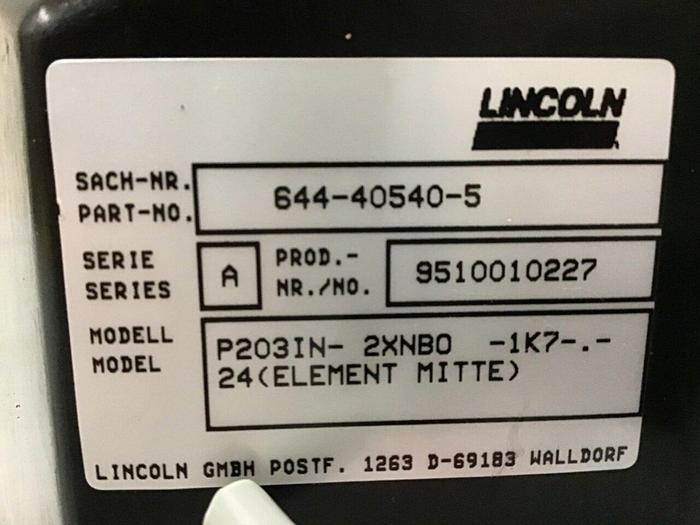 LINCOLN
SACH-NR. 644-40540-5
PART-NO.
SERIE A PROD.- 9510010227
SERIES NR./NO.
MODELL P203IN- 2XNBO -1K7-.-
MODEL 24(ELEMENT MITTE)
LINCOLN GMBH POSTF. 1263 D-69183 WALLDORF